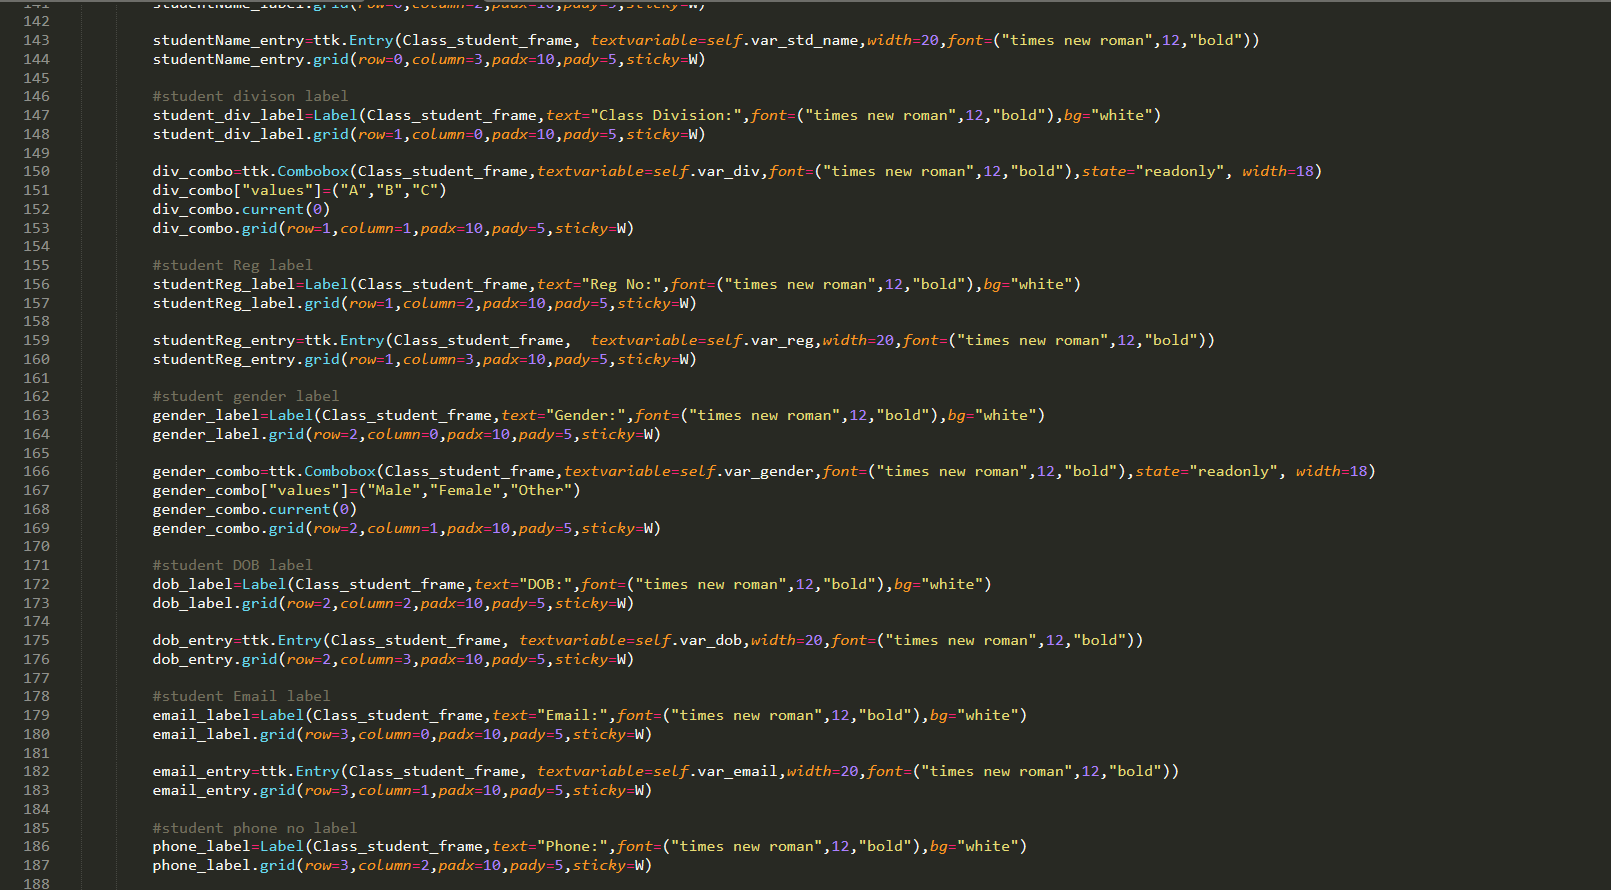 141 studentName_label.grid(row=0,column=2,padx=10,pady=5,sticky=W)
142
143 studentName_entry=ttk.Entry(Class_student_frame, textvariable=self.var_std_name,width=20,font=("times new roman",12,"bold"))
144 studentName_entry.grid(row=0,column=3,padx=10,pady=5,sticky=W)
145
146 #student divison label
147 student_div_label=Label(Class_student_frame,text="Class Division:",font=("times new roman",12,"bold"),bg="white")
148 student_div_label.grid(row=1,column=0,padx=10,pady=5,sticky=W)
149
150 div_combo=ttk.Combobox(Class_student_frame,textvariable=self.var_div,font=("times new roman",12,"bold"),state="readonly", width=18)
151 div_combo["values"]=("A","B","C")
152 div_combo.current(0)
153 div_combo.grid(row=1,column=1,padx=10,pady=5,sticky=W)
154
155 #student Reg label
156 studentReg_label=Label(Class_student_frame,text="Reg No:",font=("times new roman",12,"bold"),bg="white")
157 studentReg_label.grid(row=1,column=2,padx=10,pady=5,sticky=W)
158
159 studentReg_entry=ttk.Entry(Class_student_frame,  textvariable=self.var_reg,width=20,font=("times new roman",12,"bold"))
160 studentReg_entry.grid(row=1,column=3,padx=10,pady=5,sticky=W)
161
162 #student gender label
163 gender_label=Label(Class_student_frame,text="Gender:",font=("times new roman",12,"bold"),bg="white")
164 gender_label.grid(row=2,column=0,padx=10,pady=5,sticky=W)
165
166 gender_combo=ttk.Combobox(Class_student_frame,textvariable=self.var_gender,font=("times new roman",12,"bold"),state="readonly", width=18)
167 gender_combo["values"]=("Male","Female","Other")
168 gender_combo.current(0)
169 gender_combo.grid(row=2,column=1,padx=10,pady=5,sticky=W)
170
171 #student DOB label
172 dob_label=Label(Class_student_frame,text="DOB:",font=("times new roman",12,"bold"),bg="white")
173 dob_label.grid(row=2,column=2,padx=10,pady=5,sticky=W)
174
175 dob_entry=ttk.Entry(Class_student_frame, textvariable=self.var_dob,width=20,font=("times new roman",12,"bold"))
176 dob_entry.grid(row=2,column=3,padx=10,pady=5,sticky=W)
177
178 #student Email label
179 email_label=Label(Class_student_frame,text="Email:",font=("times new roman",12,"bold"),bg="white")
180 email_label.grid(row=3,column=0,padx=10,pady=5,sticky=W)
181
182 email_entry=ttk.Entry(Class_student_frame, textvariable=self.var_email,width=20,font=("times new roman",12,"bold"))
183 email_entry.grid(row=3,column=1,padx=10,pady=5,sticky=W)
184
185 #student phone no label
186 phone_label=Label(Class_student_frame,text="Phone:",font=("times new roman",12,"bold"),bg="white")
187 phone_label.grid(row=3,column=2,padx=10,pady=5,sticky=W)
188